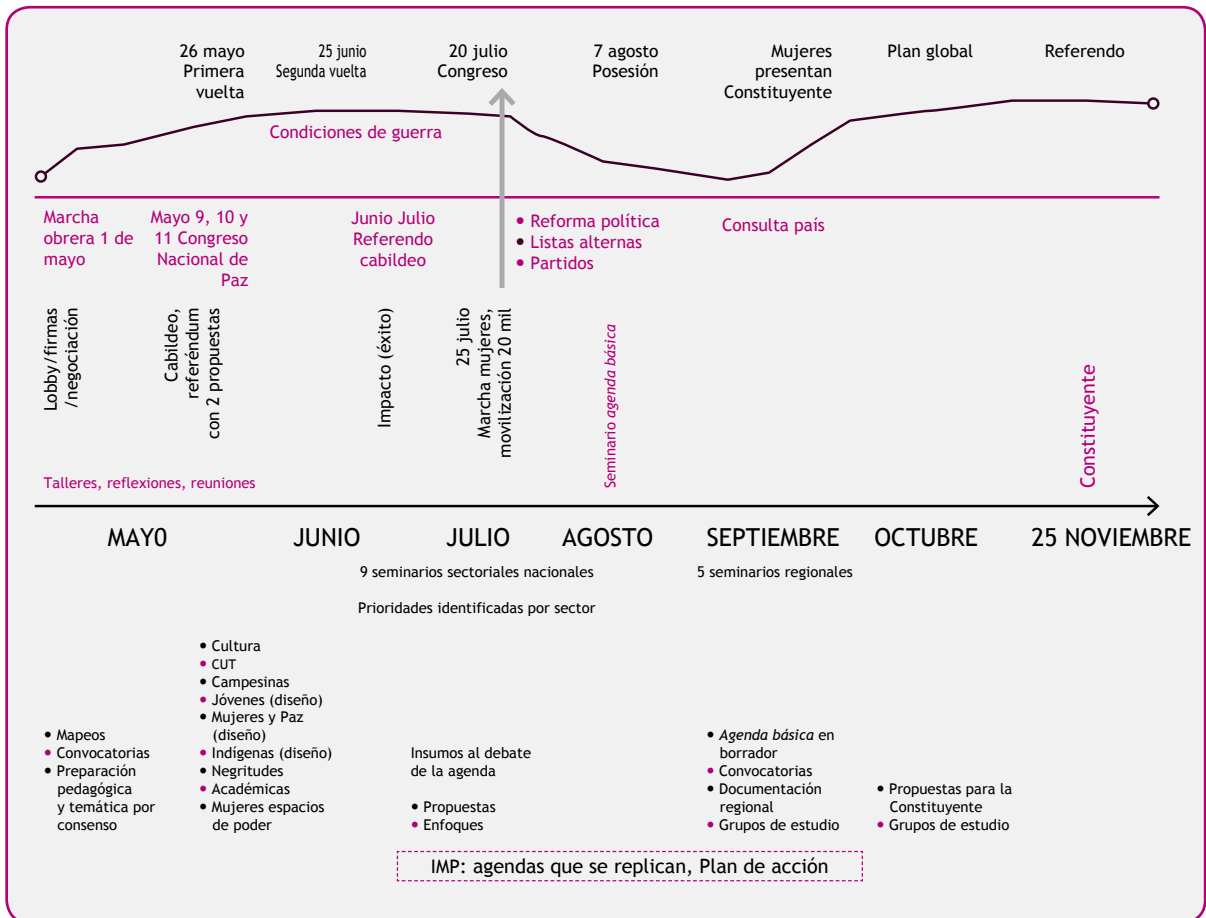 26 mayo
Primera
vuelta
25 junio
Segunda vuelta
20 julio
Congreso
7 agosto
Posesión
Mujeres
presentan
Constituyente
Plan global
Referendo
Condiciones de guerra
Marcha
obrera 1 de
mayo
Mayo 9, 10 y
11 Congreso
Nacional de
Paz
Junio Julio
Referendo
cabildeo
• Reforma política
• Listas alternas
• Partidos
Consulta país
Lobby/firmas
/negociación
Cabildeo,
referéndum
con 2 propuestas
Impacto (éxito)
25 julio
Marcha mujeres,
movilización 20 mil
Seminario agenda básica
Constituyente
Talleres, reflexiones, reuniones
MAYO
JUNIO
JULIO
AGOSTO
SEPTIEMBRE
OCTUBRE
25 NOVIEMBRE
9 seminarios sectoriales nacionales
5 seminarios regionales
Prioridades identificadas por sector
• Mapeos
• Convocatorias
• Preparación
pedagógica
y temática por
consenso
• Cultura
• CUT
• Campesinas
• Jóvenes (diseño)
• Mujeres y Paz
(diseño)
• Indígenas (diseño)
• Negritudes
• Académicas
• Mujeres espacios
de poder
Insumos al debate
de la agenda
• Propuestas
• Enfoques
• Agenda básica en
borrador
• Convocatorias
• Documentación
regional
• Grupos de estudio
• Propuestas para la
Constituyente
• Grupos de estudio
IMP: agendas que se replican, Plan de acción